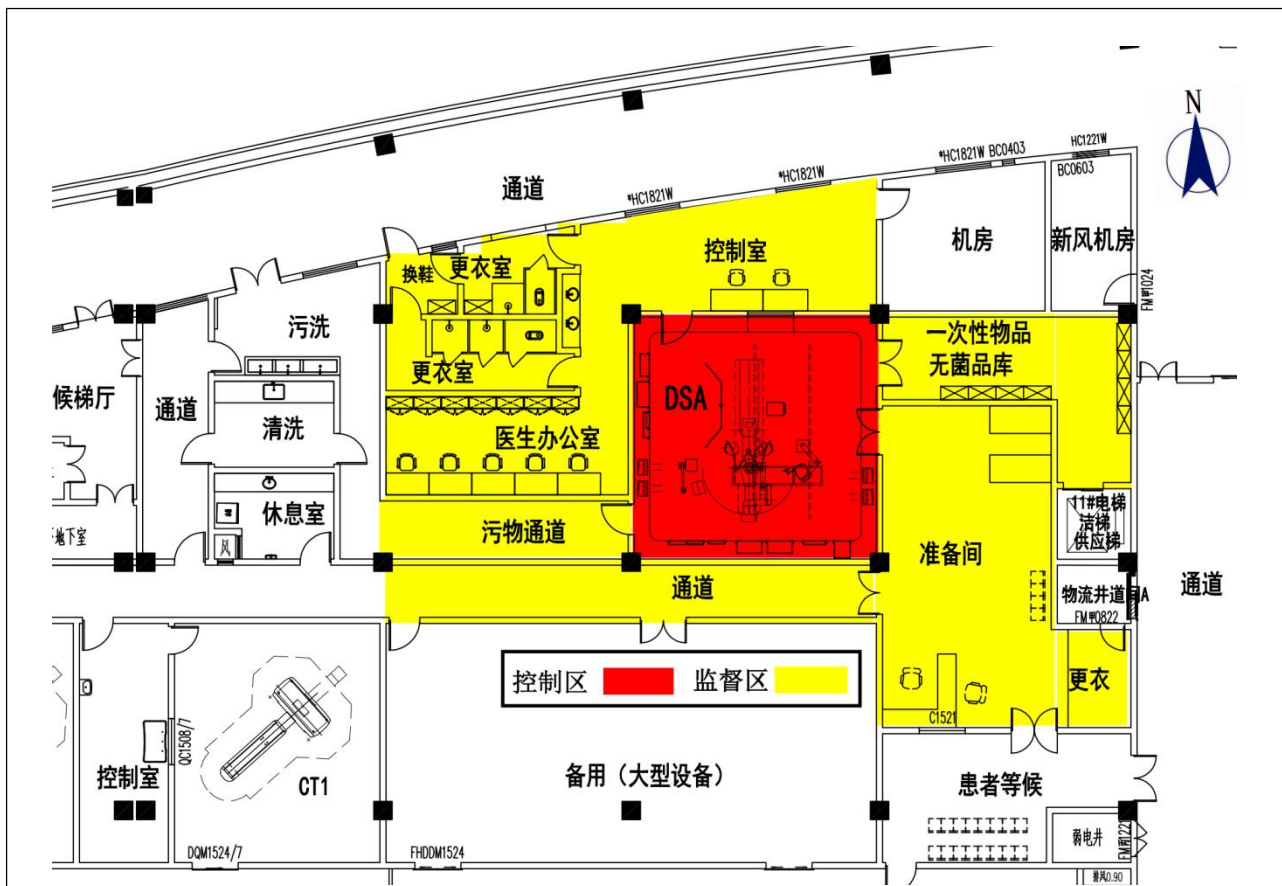 N
通道
*HC1821W
*HC1821W
*HC1821W BC0403
HC1221W
BC0603
机房
新风机房
FM甲1024
控制室
换鞋
更衣室
更衣室
污洗
候梯厅
通道
清洗
休息室
风
医生办公室
污物通道
DSA
一次性物品
无菌品库
11#电梯
洁梯
供应梯
准备间
物流井道间A
FM甲0822
通道
通道
更衣
C1521
控制区
监督区
控制室
QC1508/7
CT1
DQM1524/7
备用（大型设备）
FHDDM1524
患者等候
弱电井